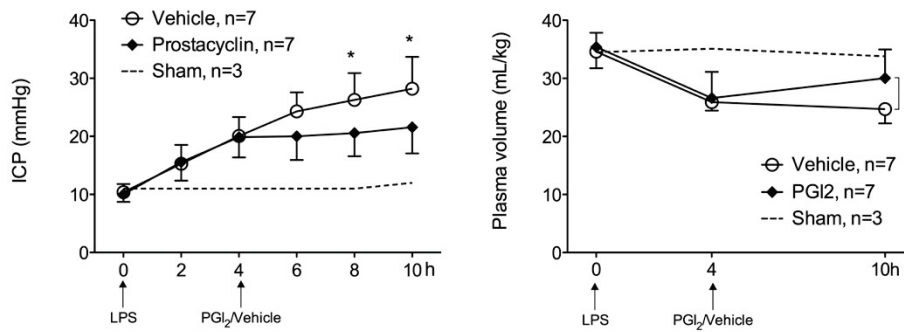 40
30
20
10
0
ICP (mmHg)
Vehicle, n=7
Prostacyclin, n=7
Sham, n=3
*
*
0 2 4 6 8 10 h
LPS
PGI2/Vehicle
40
30
20
10
0
Plasma volume (mL/kg)
Vehicle, n=7
PGI2, n=7
Sham, n=3
0 4 10h
LPS
PGI2/Vehicle